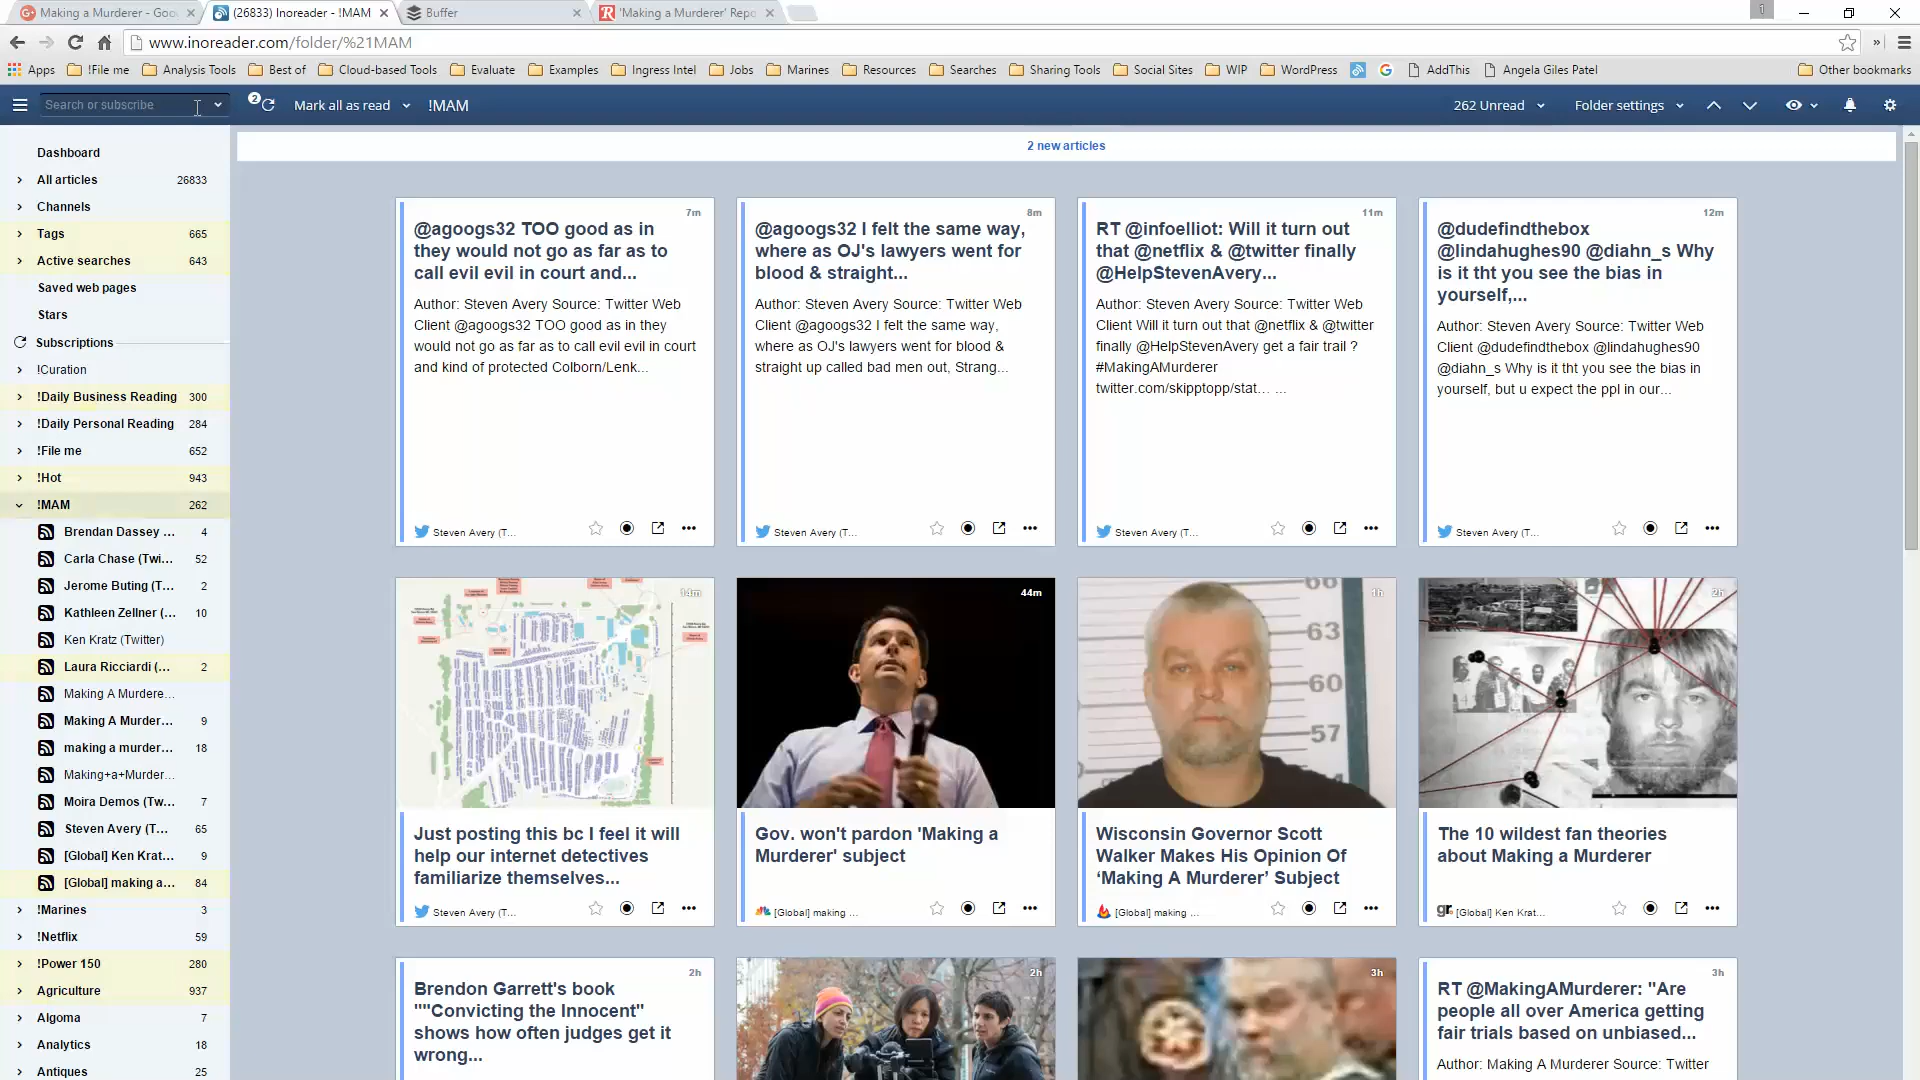 Making a Murderer - Goo
(26833) Inoreader - !MAM
Buffer
'Making a Murderer' Repo
1
www.inoreader.com/folder/%21MAM
Apps
!File me
Analysis Tools
Best of
Cloud-based Tools
Evaluate
Examples
Ingress Intel
Jobs
Marines
Resources
Searches
Sharing Tools
Social Sites
WIP
WordPress
AddThis
Angela Giles Patel
Other bookmarks
Search or subscribe
2
Mark all as read
!MAM
262 Unread
Folder settings
Dashboard
All articles 26833
Channels
Tags 665
Active searches 643
Saved web pages
Stars
Subscriptions
!Curation
!Daily Business Reading 300
!Daily Personal Reading 284
!File me 652
!Hot 943
!MAM 262
Brendan Dassey ... 4
Carla Chase (Twi... 52
Jerome Buting (T... 2
Kathleen Zellner (... 10
Ken Kratz (Twitter)
Laura Ricciardi (... 2
Making A Murdere...
Making A Murder... 9
making a murder... 18
Making+a+Murder...
Moira Demos (Tw... 7
Steven Avery (T... 65
[Global] Ken Krat... 9
[Global] making a... 84
!Marines 3
!Netflix 59
!Power 150 280
Agriculture 937
Algoma 7
Analytics 18
Antiques 25
2 new articles
7m
@agoogs32 TOO good as in
they would not go as far as to
call evil evil in court and...
Author: Steven Avery Source: Twitter Web
Client @agoogs32 TOO good as in they
would not go as far as to call evil evil in court
and kind of protected Colborn/Lenk...
Steven Avery (T...
8m
@agoogs32 I felt the same way,
where as OJ's lawyers went for
blood & straight...
Author: Steven Avery Source: Twitter Web
Client @agoogs32 I felt the same way,
where as OJ's lawyers went for blood &
straight up called bad men out, Strang...
Steven Avery (T...
11m
RT @infoelliot: Will it turn out
that @netflix & @twitter finally
@HelpStevenAvery...
Author: Steven Avery Source: Twitter Web
Client Will it turn out that @netflix & @twitter
finally @HelpStevenAvery get a fair trail ?
#MakingAMurderer
twitter.com/skipptopp/stat... ...
Steven Avery (T...
12m
@dudefindthebox
@lindahughes90 @diahn_s Why
is it tht you see the bias in
yourself,...
Author: Steven Avery Source: Twitter Web
Client @dudefindthebox @lindahughes90
@diahn_s Why is it tht you see the bias in
yourself, but u expect the ppl in our...
Steven Avery (T...
14m
Just posting this bc I feel it will
help our internet detectives
familiarize themselves...
Steven Avery (T...
44m
Gov. won't pardon 'Making a
Murderer' subject
[Global] making ...
1h
66
63
60
57
Wisconsin Governor Scott
Walker Makes His Opinion Of
‘Making A Murderer’ Subject
[Global] making ...
2h
The 10 wildest fan theories
about Making a Murderer
gr.
[Global] Ken Krat...
2h
Brendon Garrett's book
""Convicting the Innocent"
shows how often judges get it
wrong...
2h
3h
3h
RT @MakingAMurderer: "Are
people all over America getting
fair trials based on unbiased...
Author: Making A Murderer Source: Twitter